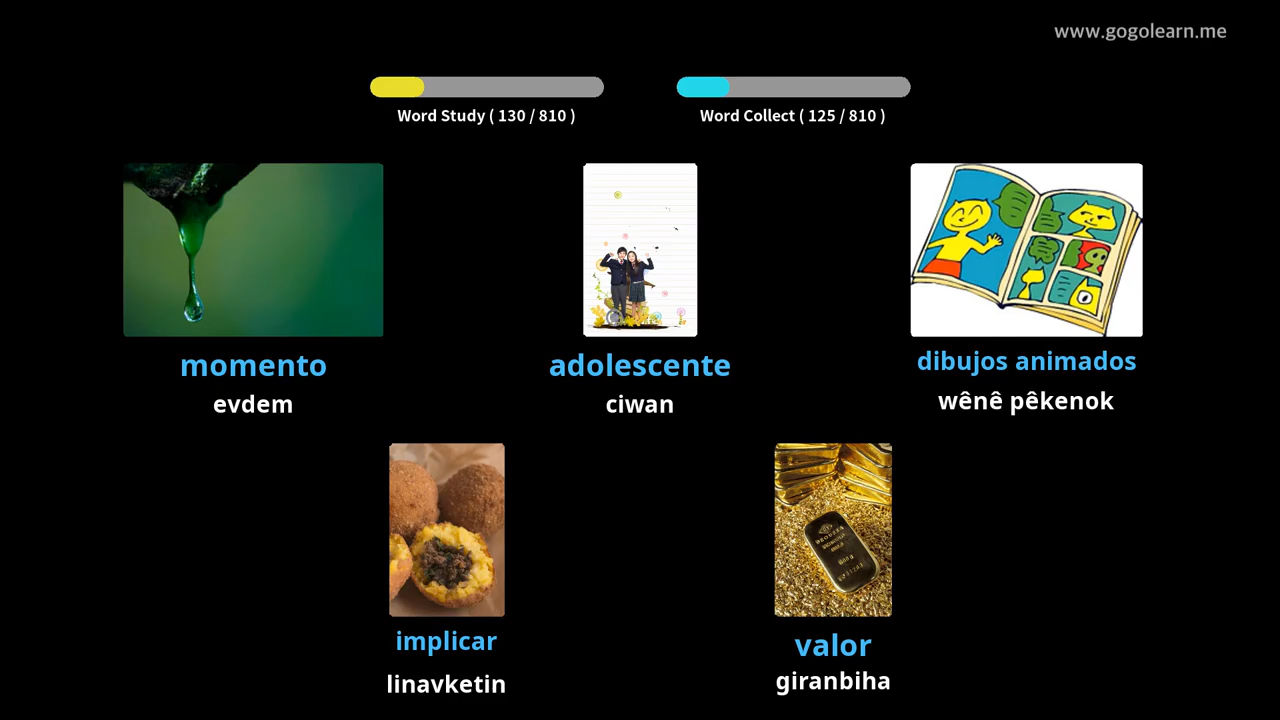 www.gogolearn.me
Word Study ( 130 / 810 )
Word Collect ( 125 / 810 )
momento
evdem
adolescente
ciwan
dibujos animados
wênê pêkenok
implicar
linavketin
valor
giranbiha